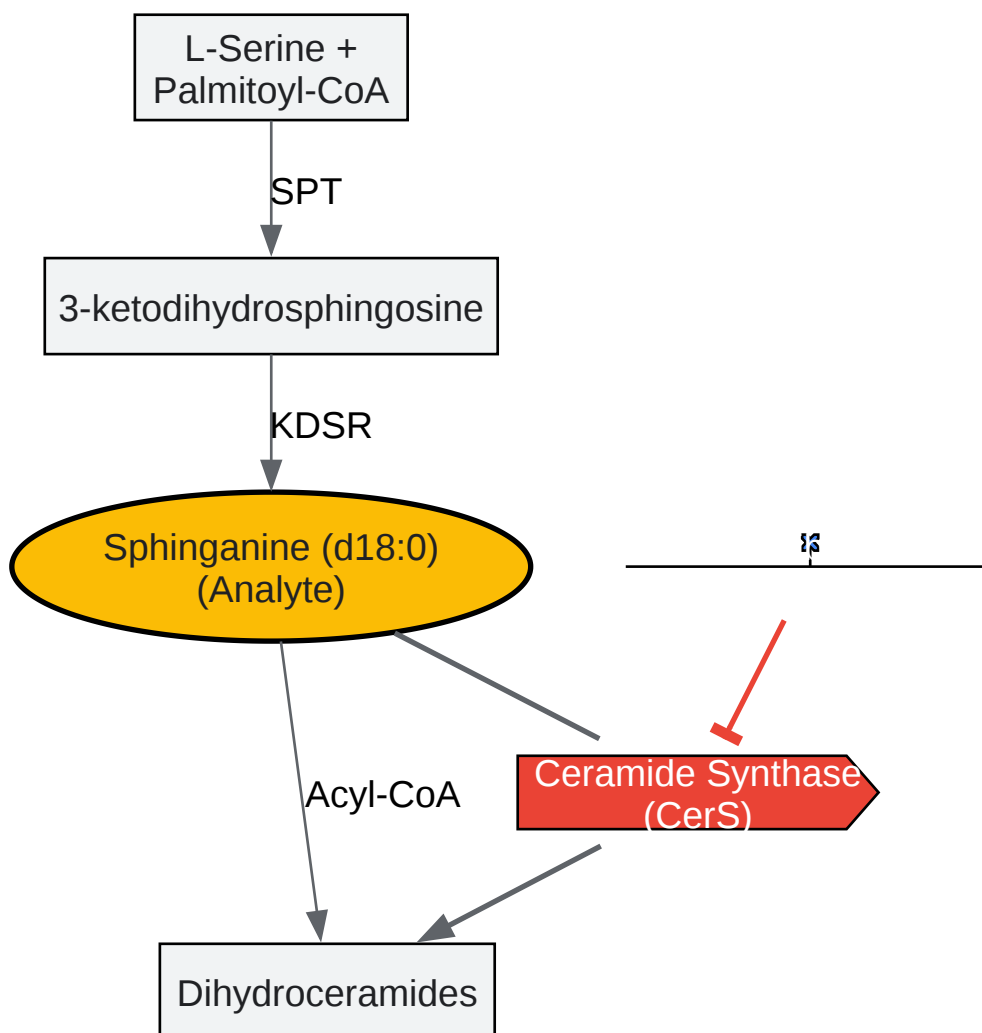 L-Serine +
Palmitoyl-CoA
SPT
3-ketodihydrosphingosine
KDSR
Sphinganine (d18:0)
(Analyte)
Acyl-CoA
Ceramide Synthase
(CerS)
Dihydroceramides